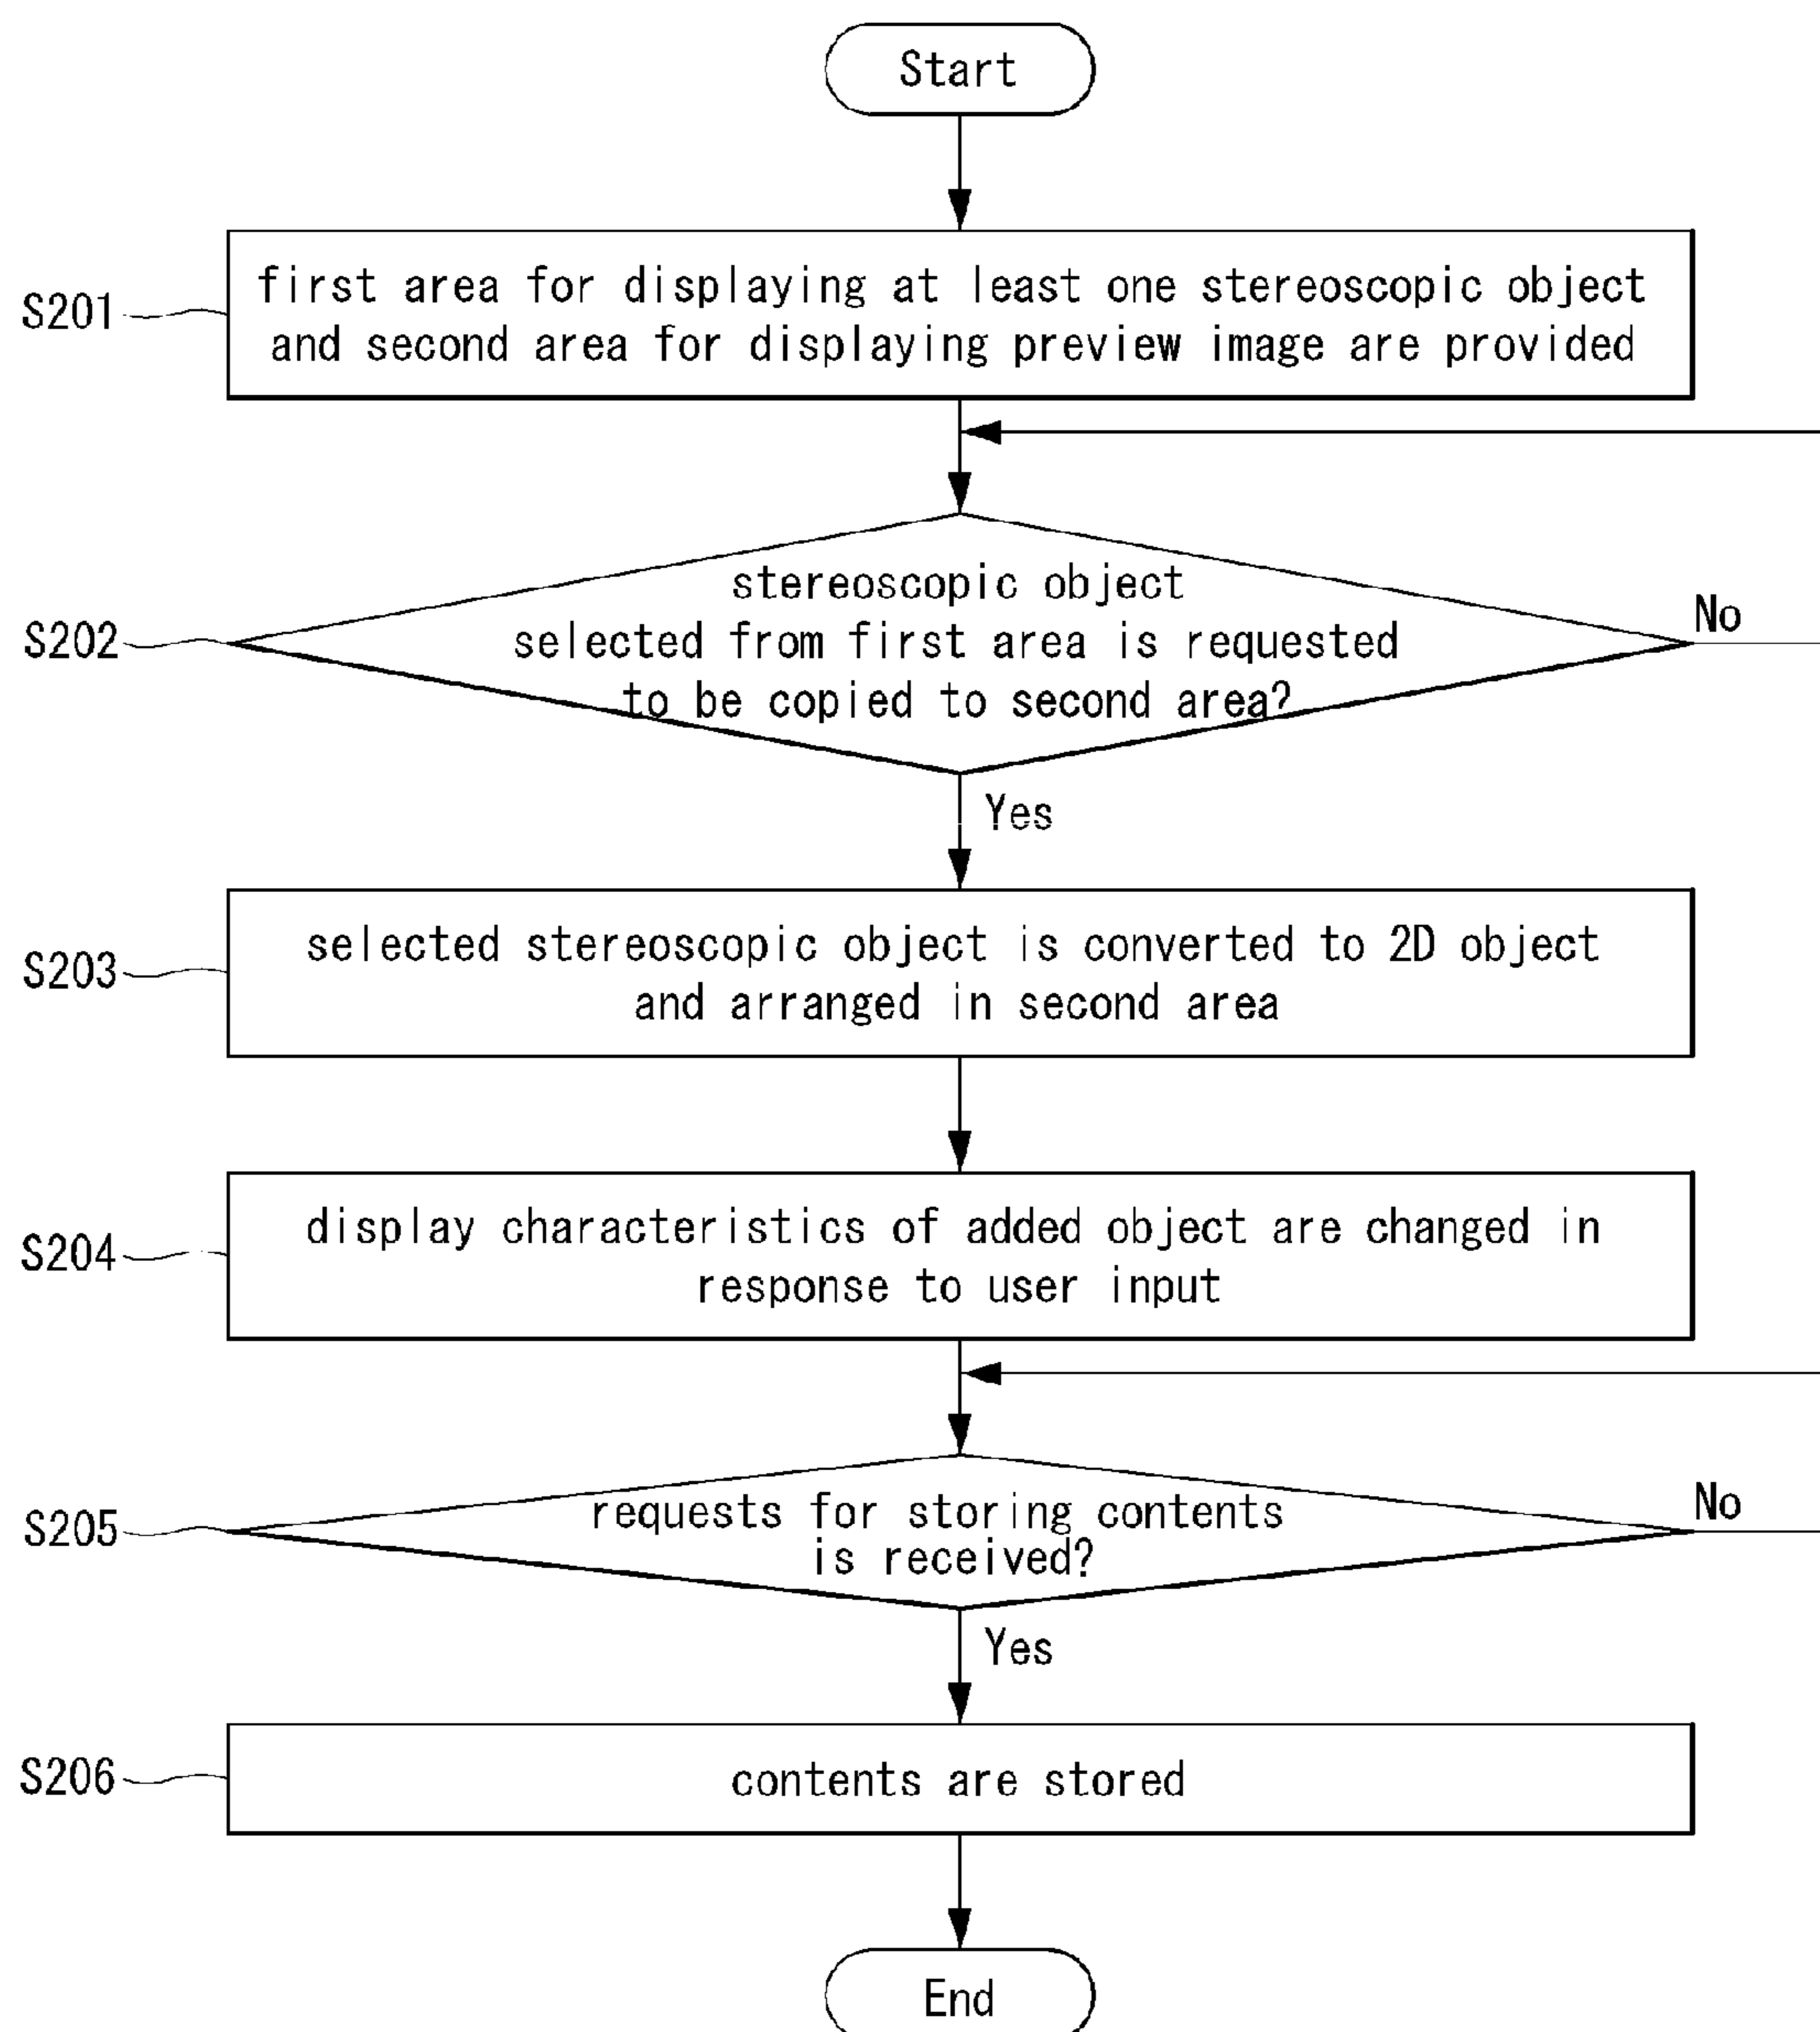 Start
S201
first area for displaying at least one stereoscopic object
and second area for displaying preview image are provided
S202
stereoscopic object
selected from first area is requested
to be copied to second area?
No
Yes
S203
selected stereoscopic object is converted to 2D object
and arranged in second area
S204
display characteristics of added object are changed in
response to user input
S205
requests for storing contents
is received?
No
Yes
S206
contents are stored
End